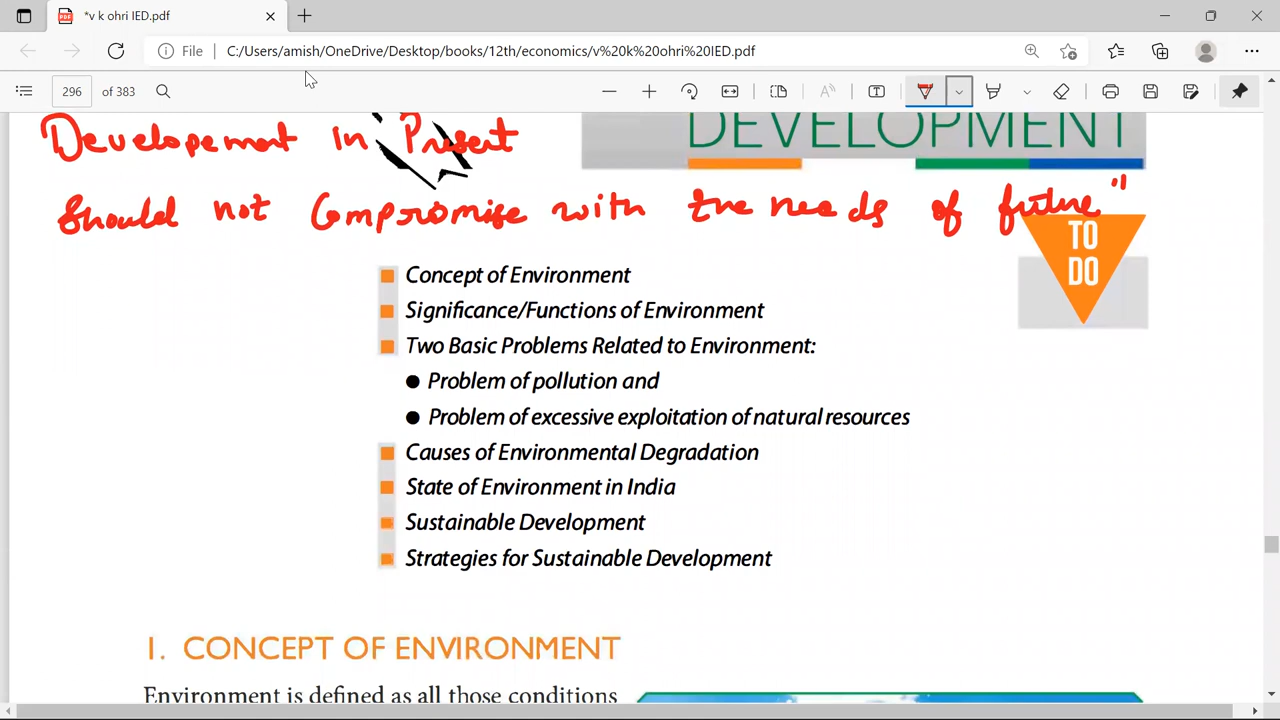 *v k ohri IED.pdf
File C:/Users/amish/OneDrive/Desktop/books/12th/economics/v%20k%20ohri%20IED.pdf
296 of 383
DEVELOPMENT
Developement in Present
Should not Compromise with the needs of future"
TO
DO
Concept of Environment
Significance/Functions of Environment
Two Basic Problems Related to Environment:
Problem of pollution and
Problem of excessive exploitation of natural resources
Causes of Environmental Degradation
State of Environment in India
Sustainable Development
Strategies for Sustainable Development
1. CONCEPT OF ENVIRONMENT
Environment is defined as all those conditions